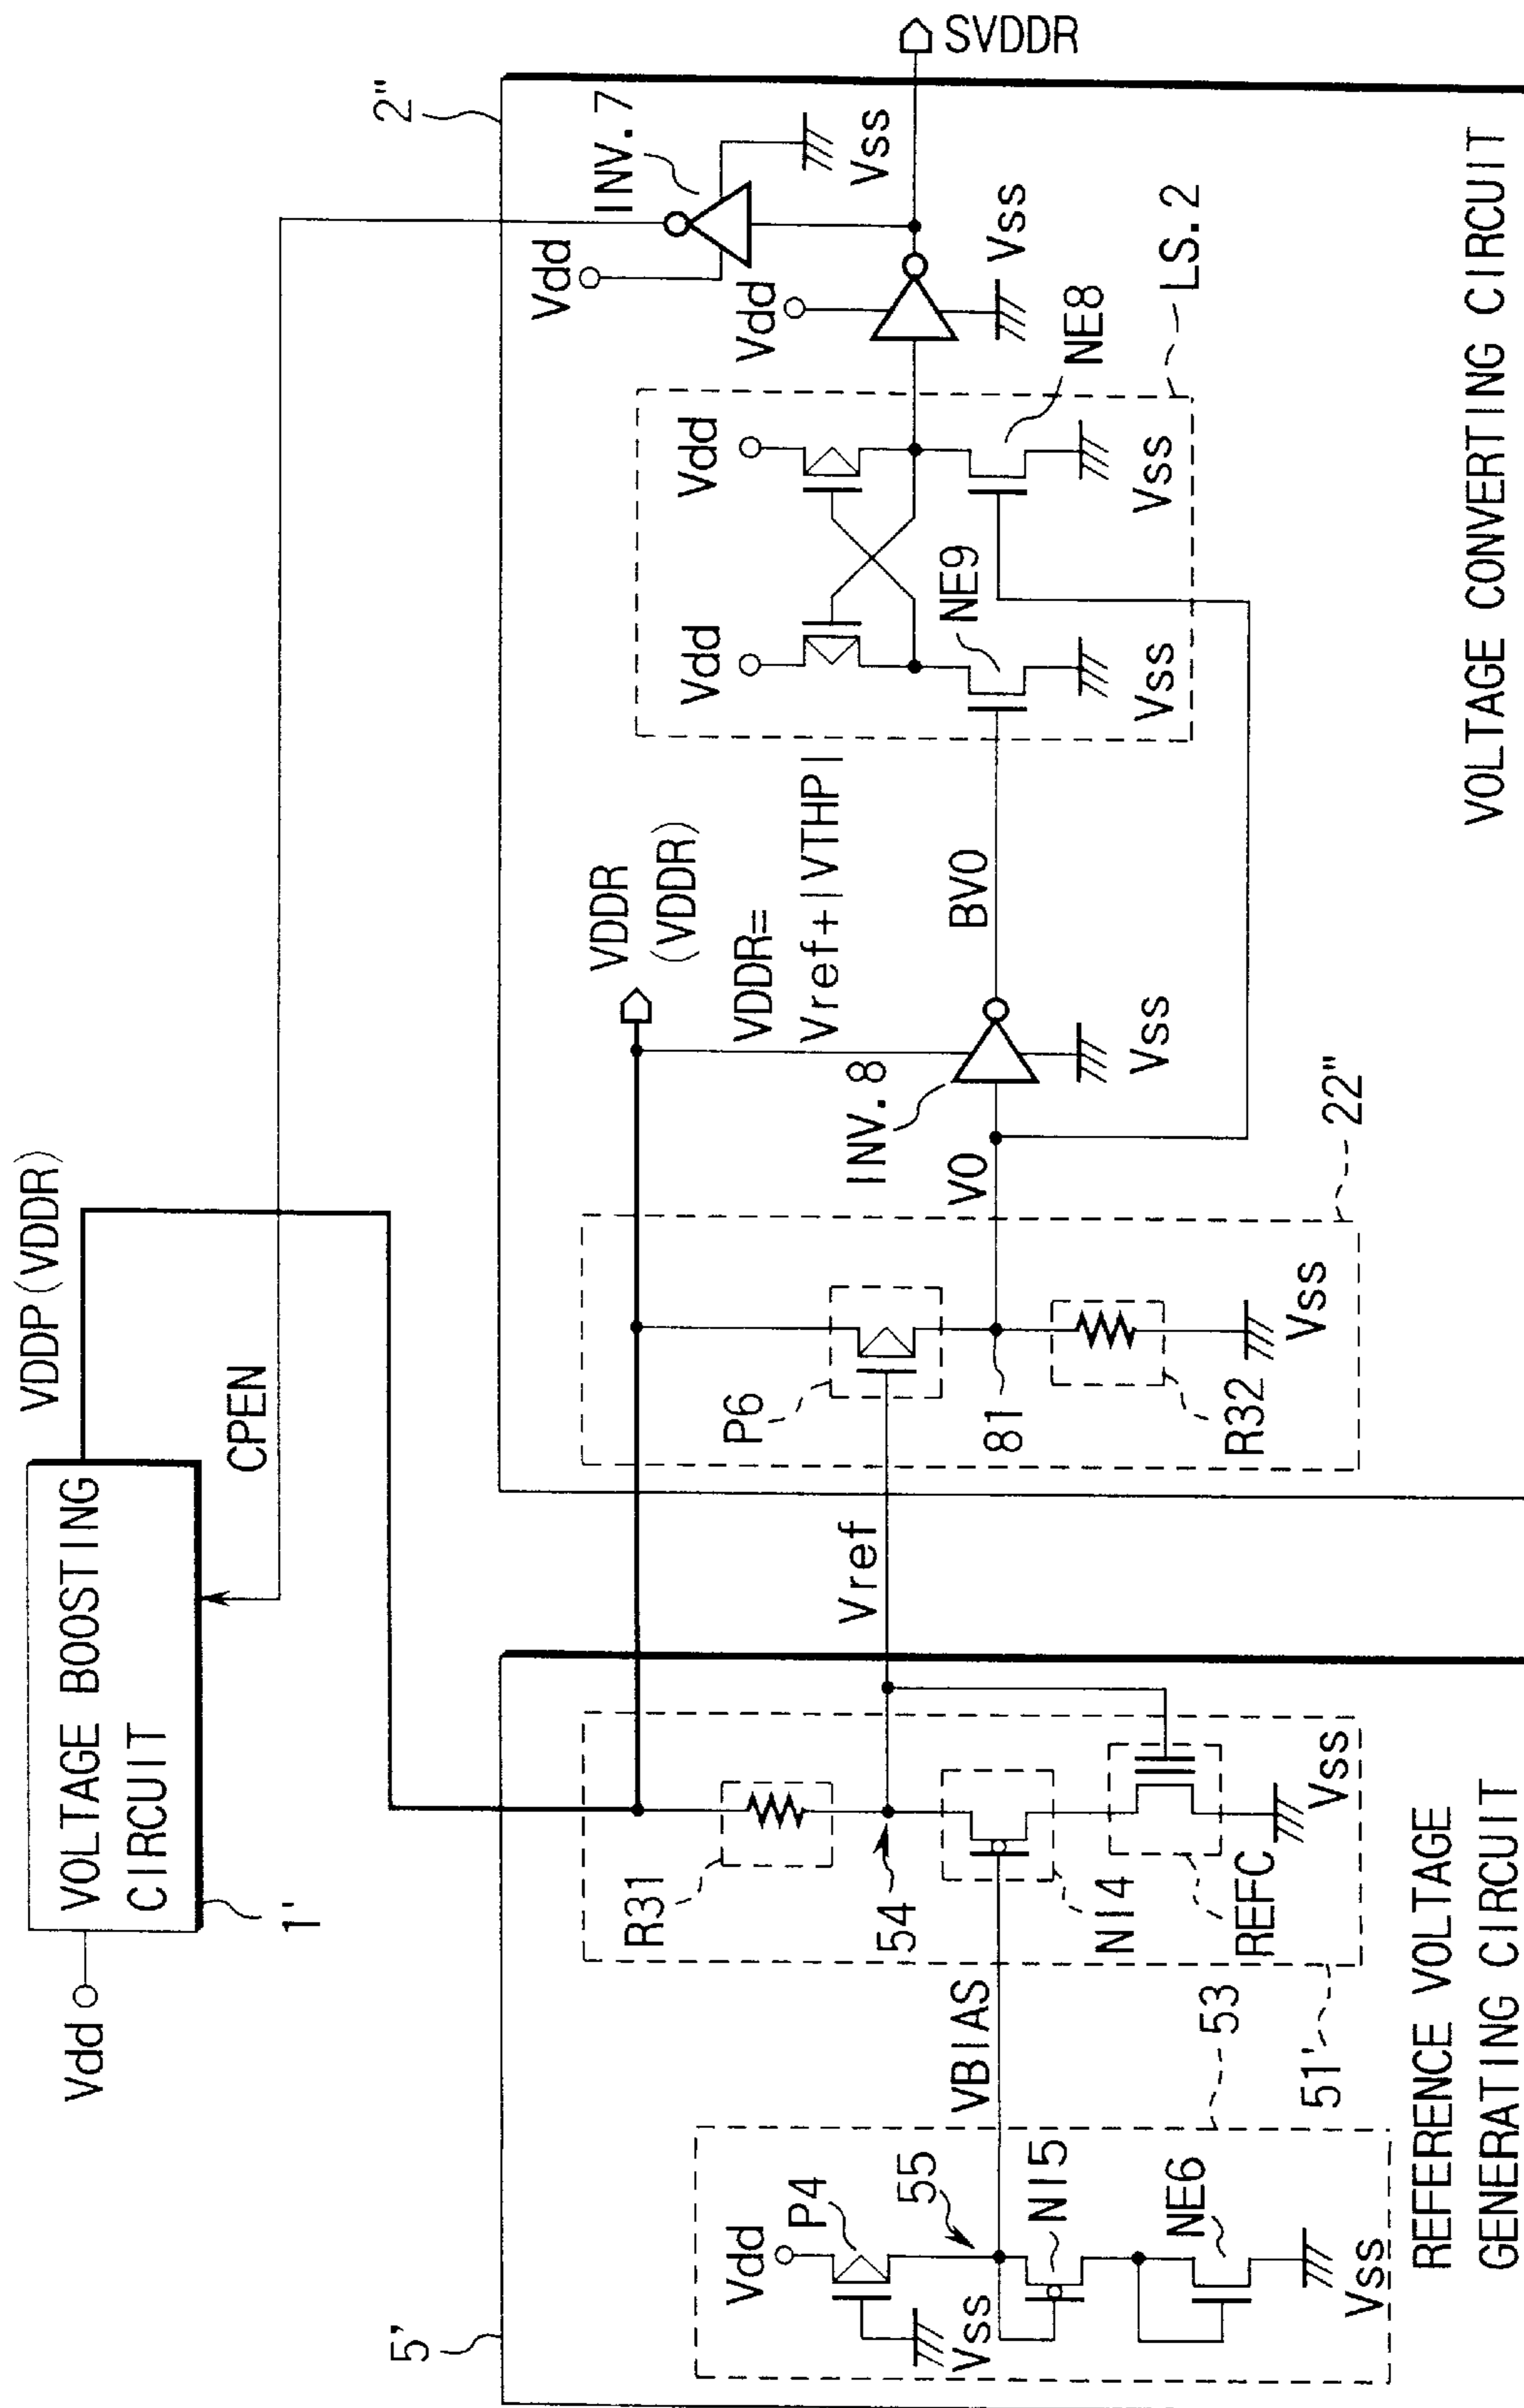 Vdd
VOLTAGE BOOSTING
CIRCUIT
1'
VDDP(VDDR)
CPEN
5'
Vdd
P4
Vss
55
NI5
NE6
Vss
53
VBIAS
R31
54
NI4
REFC
Vss
51'
REFERENCE VOLTAGE
GENERATING CIRCUIT
Vref
2"
P6
81
R32
Vss
22"
VO
INV.8
Vss
BVO
VDDR
(VDDR)
VDDR=
Vref+|VTHP|
Vdd
Vdd
NE9
NE8
Vss
Vss
LS.2
Vdd
Vss
Vdd
INV.7
Vss
SVDDR
VOLTAGE CONVERTING CIRCUIT